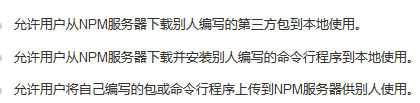 允许用户从NPM服务器下载别人编写的第三方包到本地使用。
允许用户从NPM服务器下载并安装别人编写的命令行程序到本地使用。
允许用户将自己编写的包或命令行程序上传到NPM服务器供别人使用。